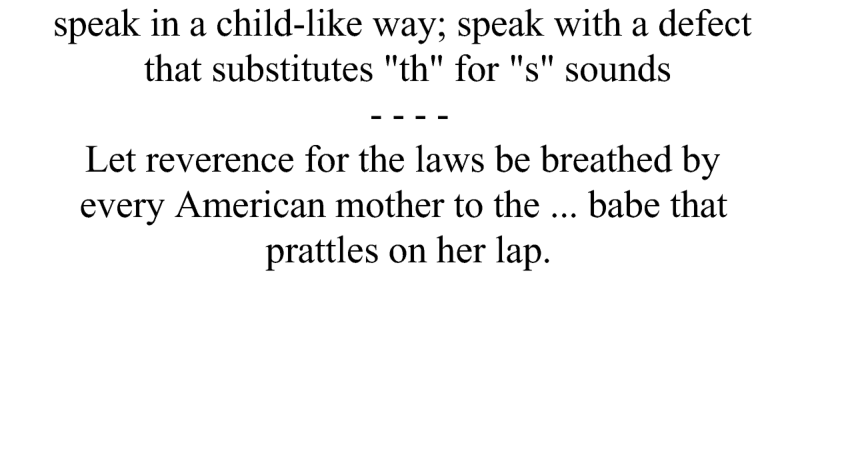 speak in a child-like way; speak with a defect
that substitutes "th" for "s" sounds
- - - -
Let reverence for the laws be breathed by
every American mother to the ... babe that
prattles on her lap.